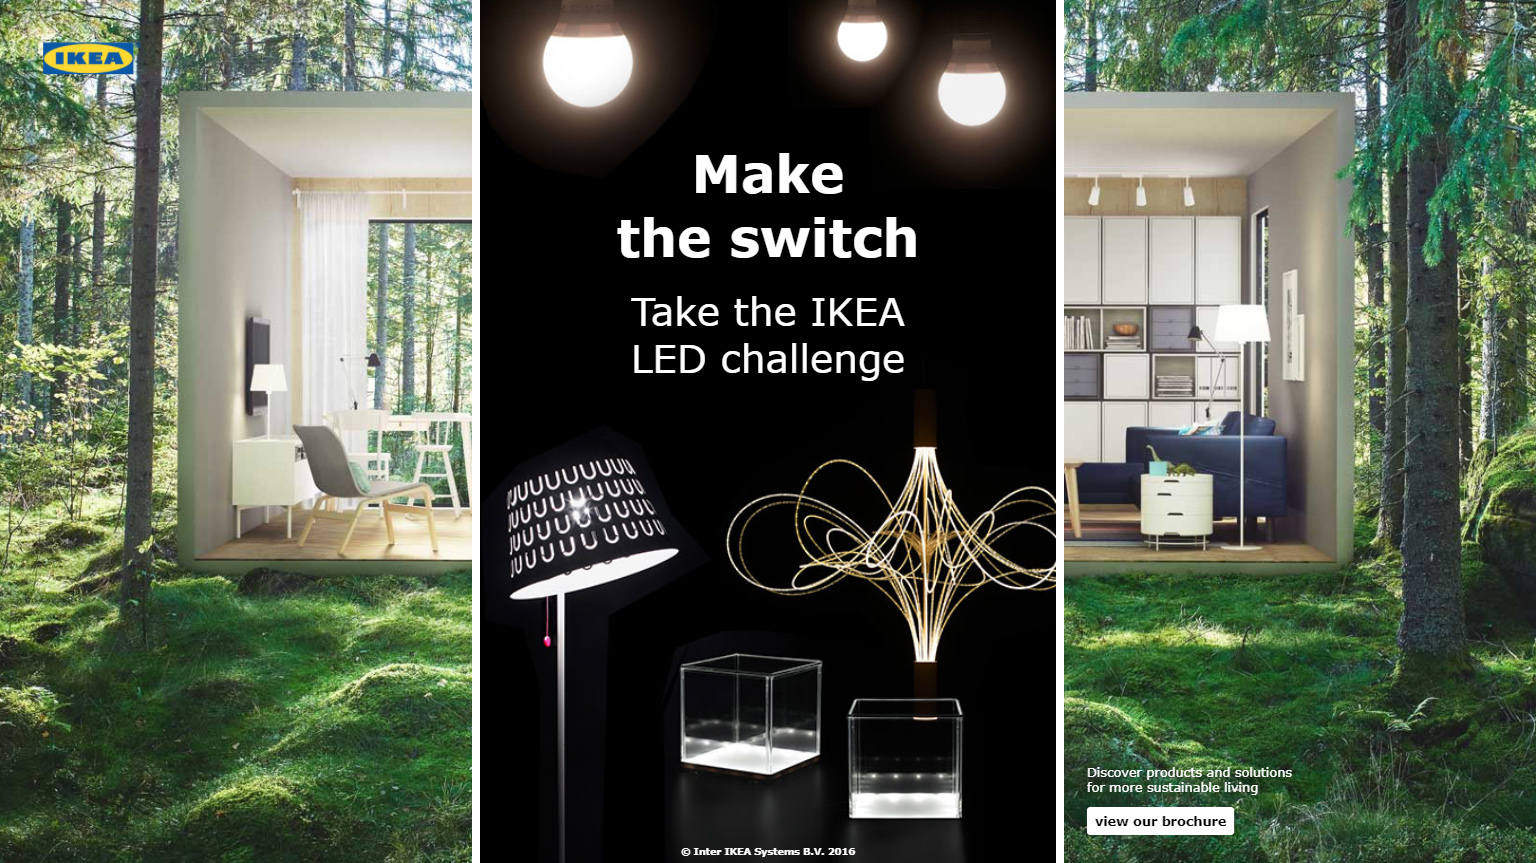 IKEA
Make
the switch
Take the IKEA
LED challenge
Discover products and solutions
for more sustainable living
view our brochure
© Inter IKEA Systems B.V. 2016